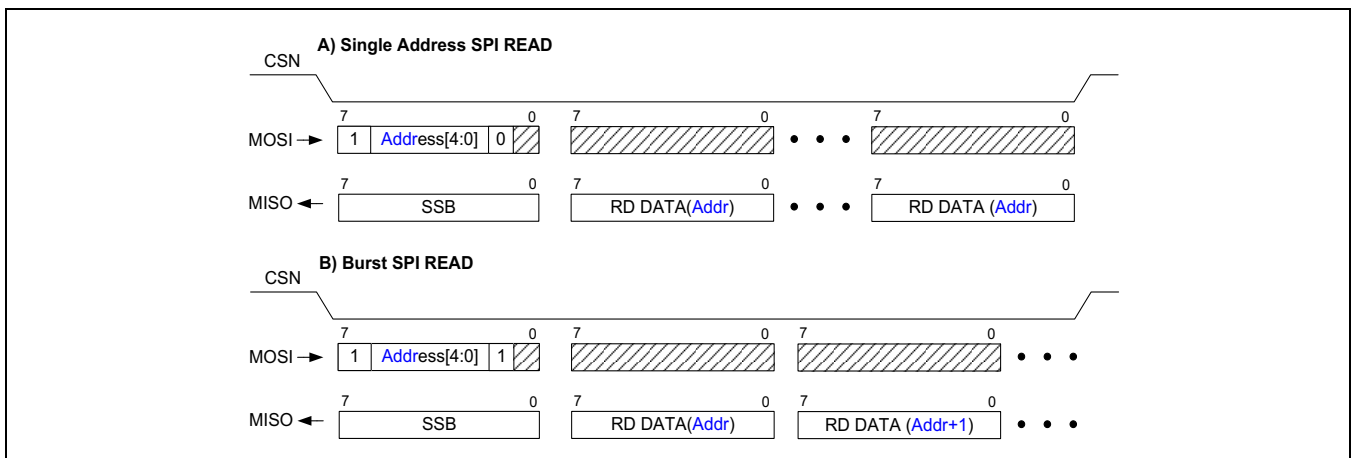 A) Single Address SPI READ
CSN
7 0 7 0 7 0
MOSI 1 Address[4:0] 0
7 0 7 0 7 0
MISO SSB RD DATA(Addr) • • • RD DATA (Addr)
B) Burst SPI READ
CSN
7 0 7 0 7 0
MOSI 1 Address[4:0] 1
7 0 7 0 7 0
MISO SSB RD DATA(Addr) RD DATA (Addr+1) • • •